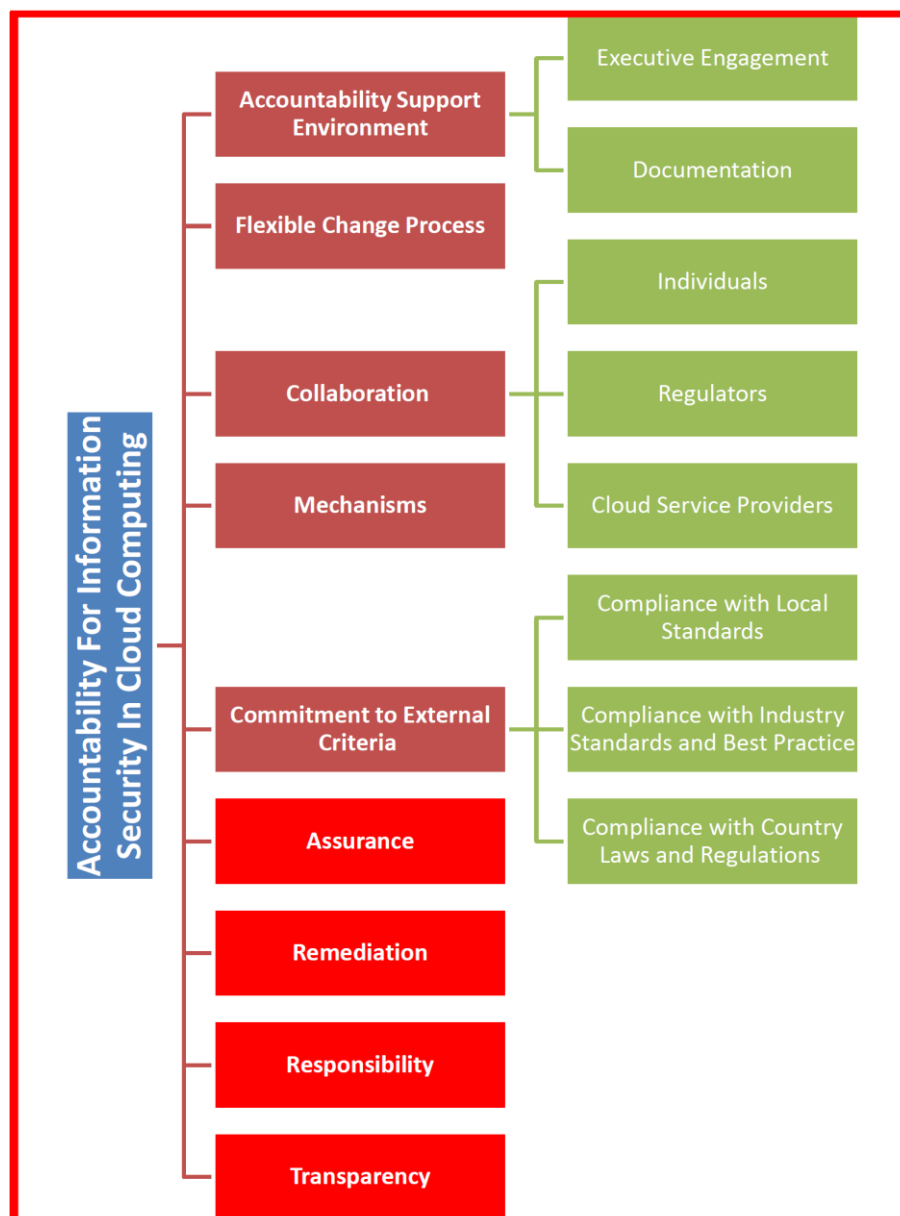 Accountability For Information
Security In Cloud Computing
Accountability Support
Environment
Executive Engagement
Documentation
Flexible Change Process
Collaboration
Individuals
Regulators
Cloud Service Providers
Mechanisms
Commitment to External
Criteria
Compliance with Local
Standards
Compliance with Industry
Standards and Best Practice
Compliance with Country
Laws and Regulations
Assurance
Remediation
Responsibility
Transparency